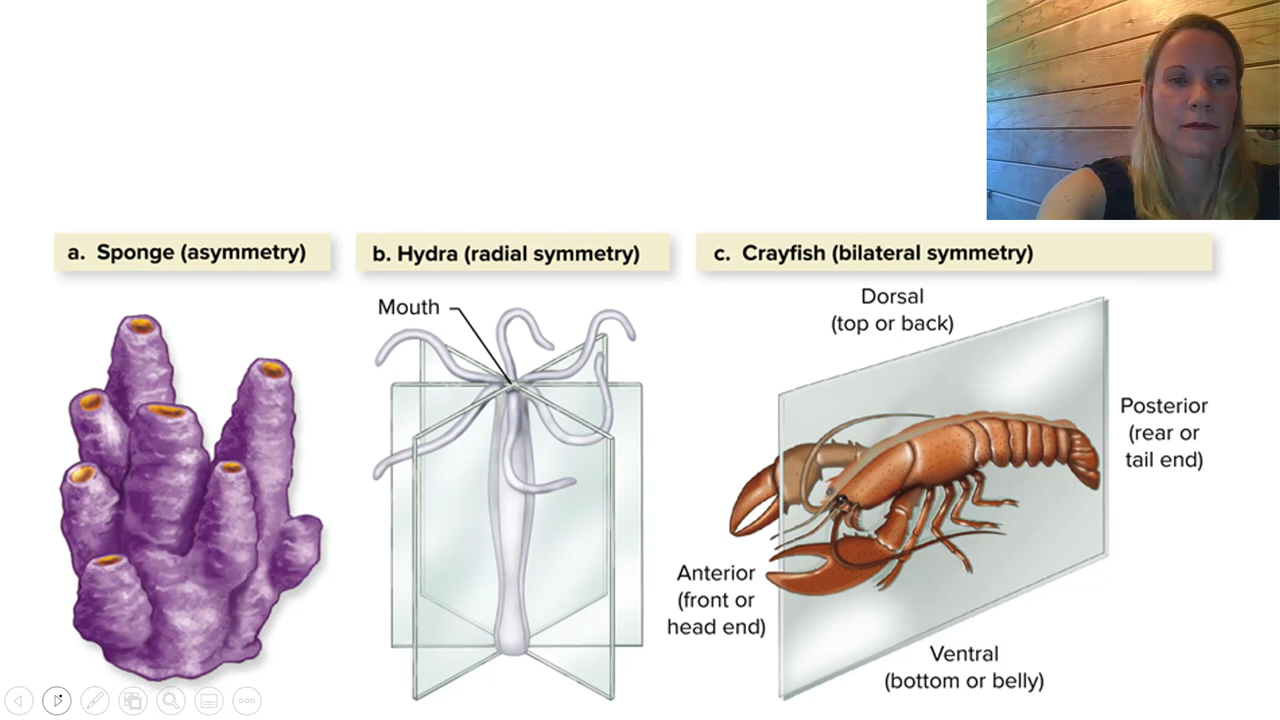 a. Sponge (asymmetry)
b. Hydra (radial symmetry)
c. Crayfish (bilateral symmetry)
Mouth
Dorsal
(top or back)
Posterior
(rear or
tail end)
Anterior
(front or
head end)
Ventral
(bottom or belly)